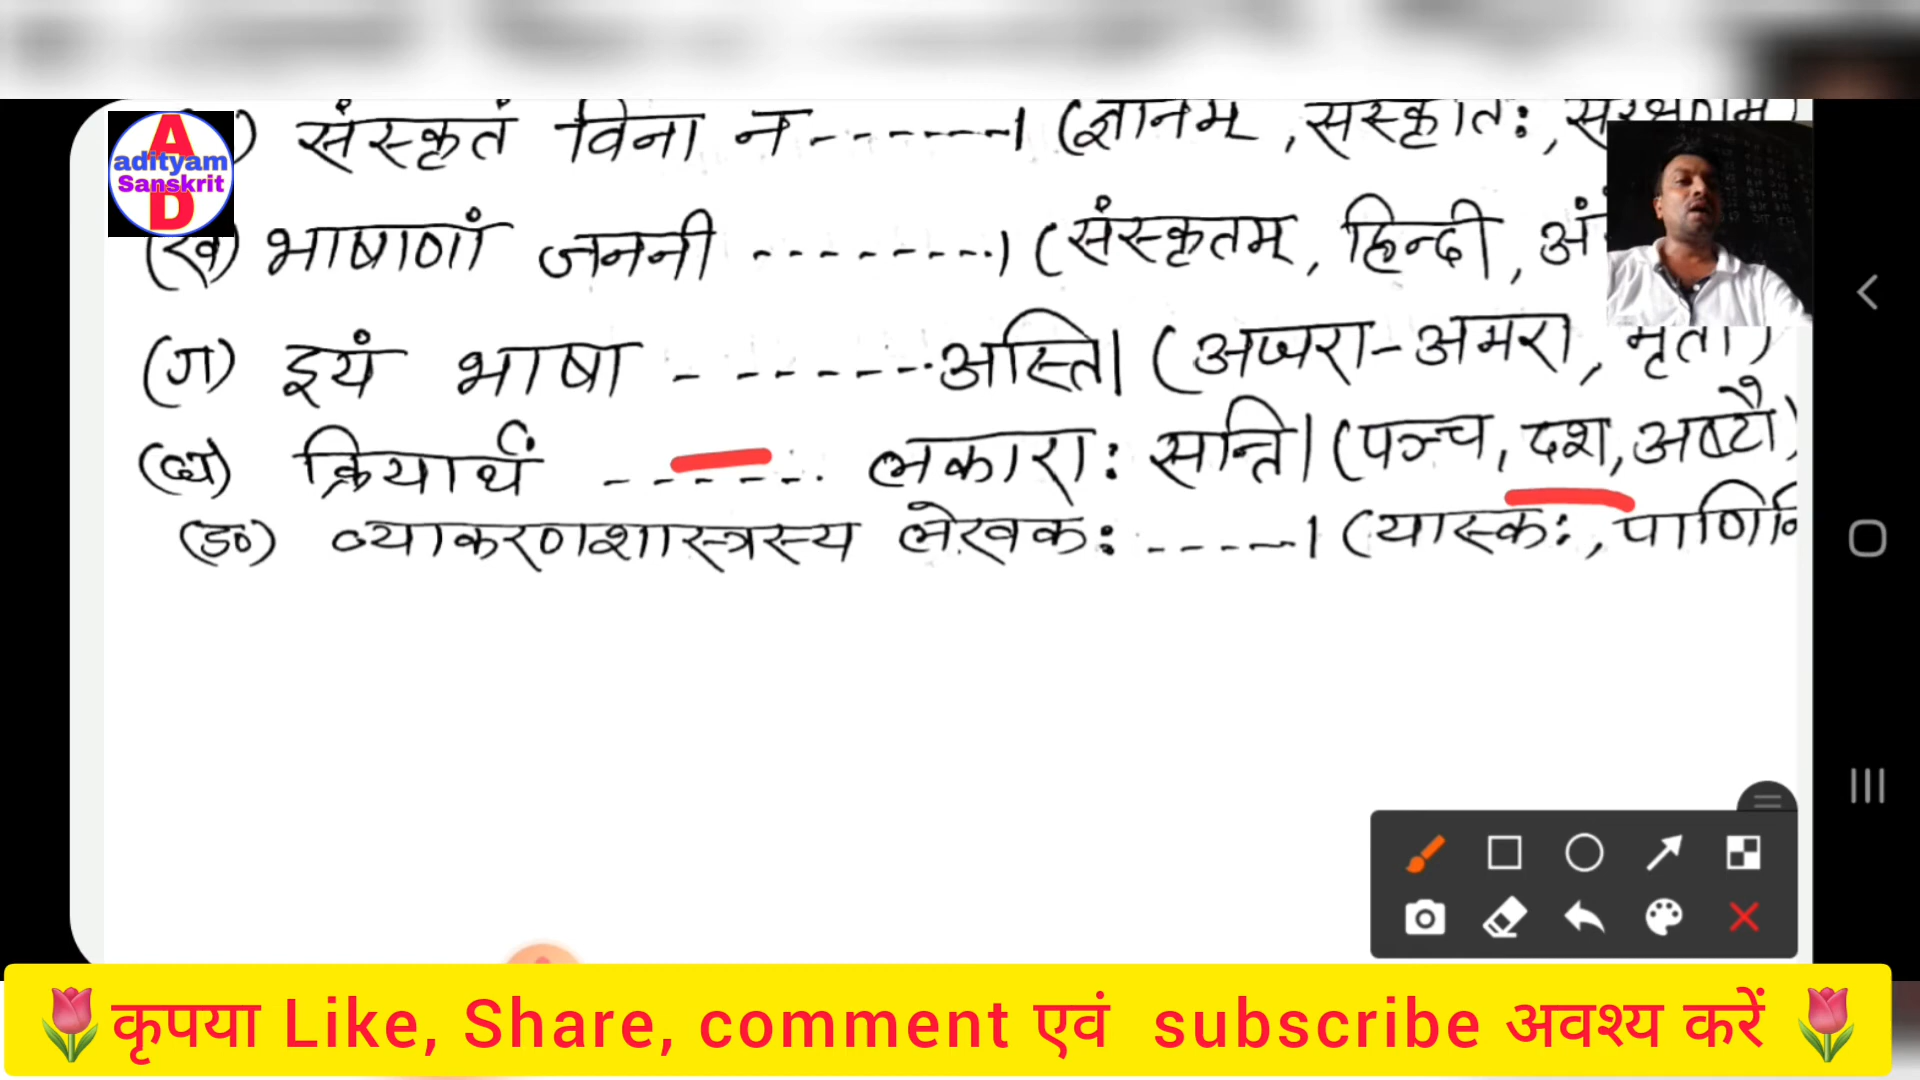 A
adityam
Sanskrit
D
) संस्कृतं विना न-------। (ज्ञानम्, संस्कृतिः,
(ख) भाषाणां जननी ---------। (संस्कृतम्, हिन्दी,
(ग) इयं भाषा - -------अस्ति। (अजरा-अमरा, मृता)
(घ) क्रियार्थं ------ लकाराः सन्ति। (पञ्च, दश, अष्टौ)
(ङ) व्याकरणशास्त्रस्य लेखकः -----। (यास्कः, पाणिनि
कृपया Like, Share, comment एवं subscribe अवश्य करें